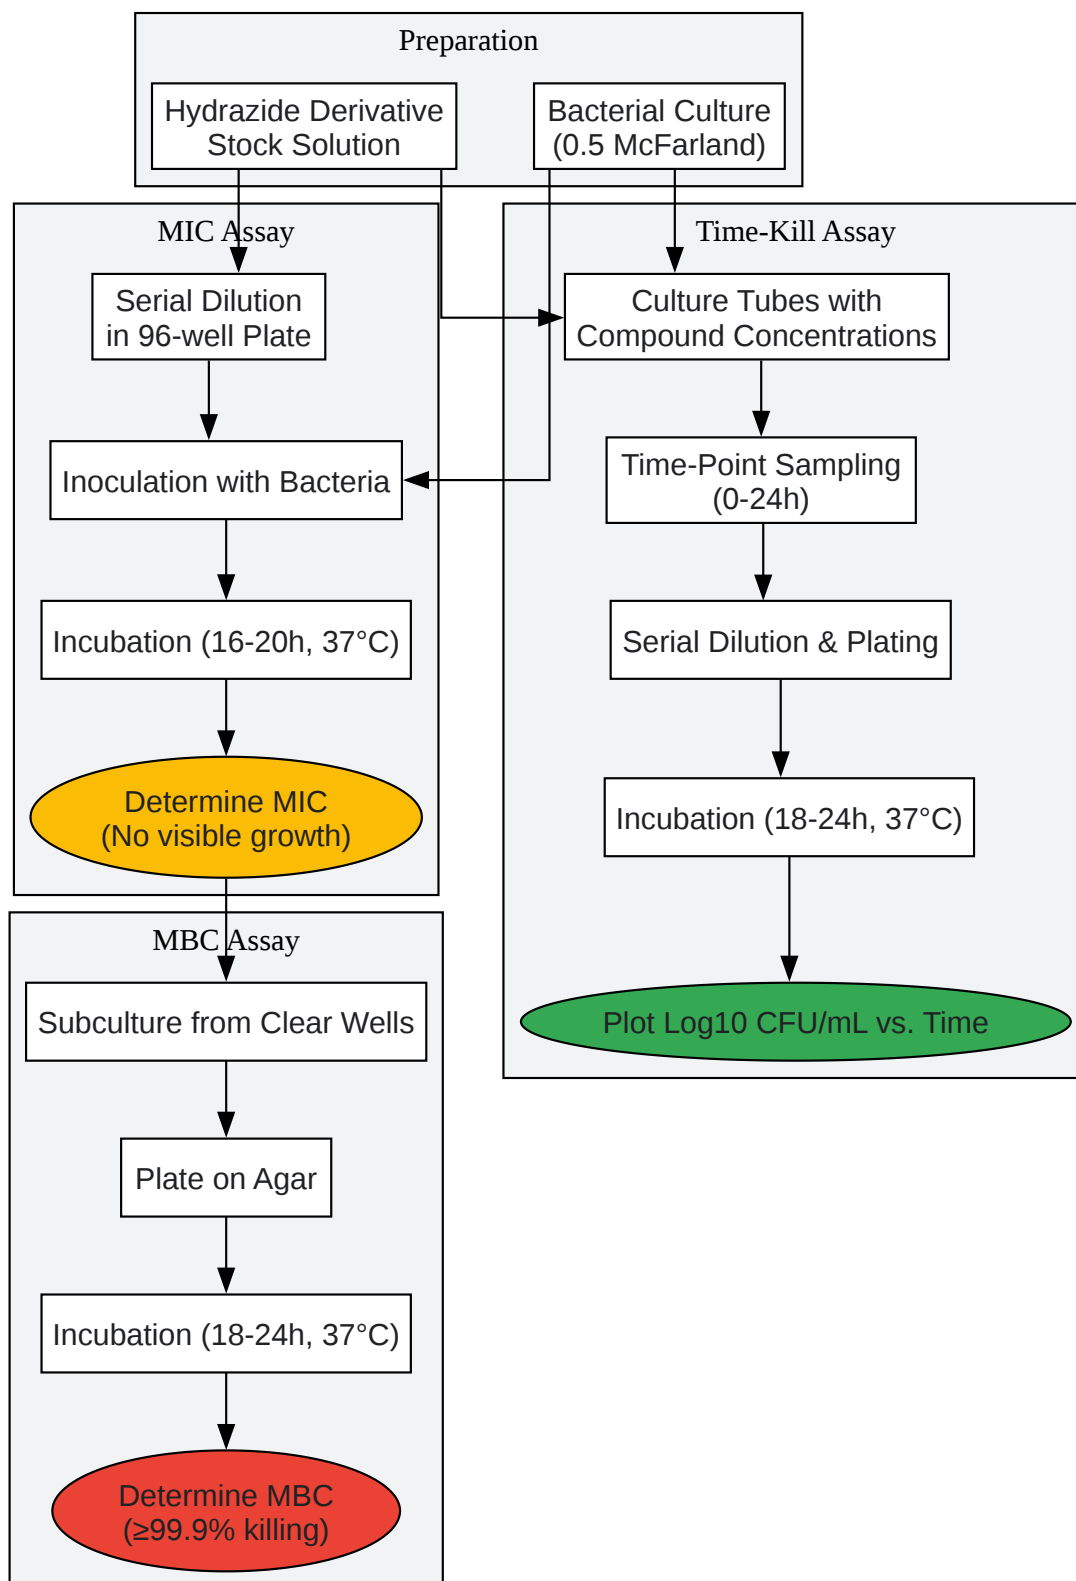 Preparation
Hydrazide Derivative
Stock Solution
Bacterial Culture
(0.5 McFarland)
MIC Assay
Serial Dilution
in 96-well Plate
Inoculation with Bacteria
Incubation (16-20h, 37°C)
Determine MIC
(No visible growth)
Time-Kill Assay
Culture Tubes with
Compound Concentrations
Time-Point Sampling
(0-24h)
Serial Dilution & Plating
Incubation (18-24h, 37°C)
Plot Log10 CFU/mL vs. Time
MBC Assay
Subculture from Clear Wells
Plate on Agar
Incubation (18-24h, 37°C)
Determine MBC
(≥99.9% killing)